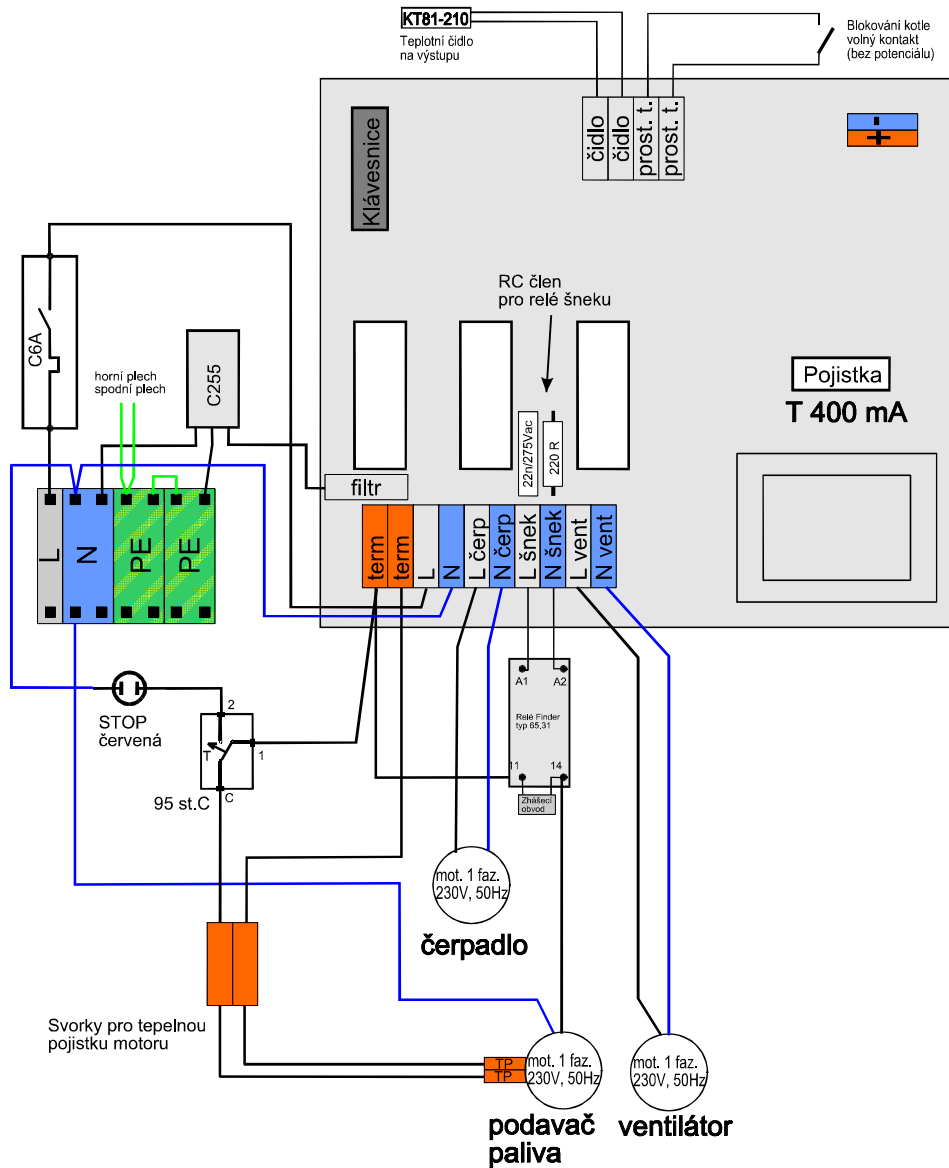 KT81-210
Teplotní čidlo
na výstupu
Blokování kotle
volný kontakt
(bez potenciálu)
čidlo
čidlo
prost. t.
prost. t.
-
+
Klávesnice
RC člen
pro relé šneku
C6A
horní plech
spodní plech
C255
Pojistka
T 400 mA
22n/275Vac
220 R
filtr
L
N
PE
PE
term
term
L
N
L čerp
N čerp
L šnek
N šnek
L vent
N vent
A1
A2
Relé Finder
typ 65,31
11
14
Zhášecí
obvod
STOP
červená
2
T
1
C
95 st.C
mot. 1 faz.
230V, 50Hz
čerpadlo
Svorky pro tepelnou
pojistku motoru
TP
TP
mot. 1 faz.
230V, 50Hz
podavač
paliva
mot. 1 faz.
230V, 50Hz
ventilátor